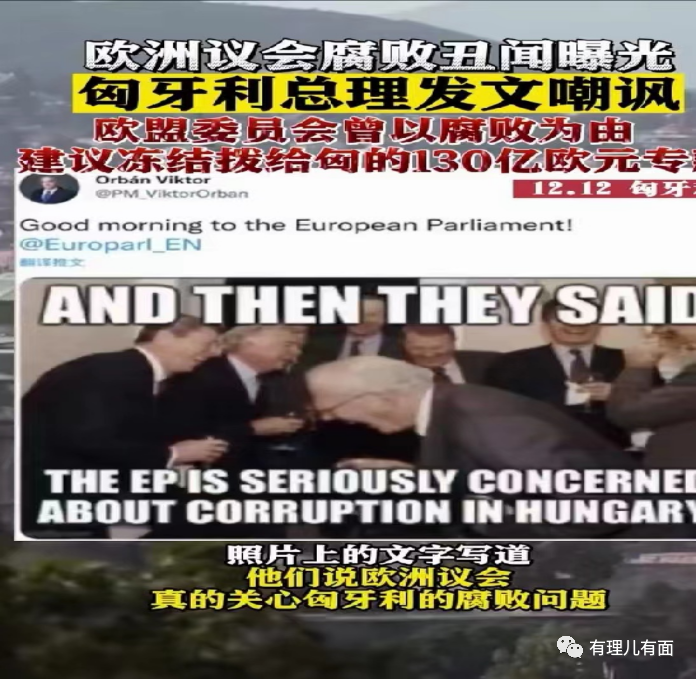 欧洲议会腐败丑闻曝光
匈牙利总理发文嘲讽
欧盟委员会曾以腐败为由
建议冻结拨给匈的130亿欧元专款
Orbán Viktor
@PM_ViktorOrban
12.12 匈牙
Good morning to the European Parliament!
@Europarl_EN
翻译推文
AND THEN THEY SAID
THE EP IS SERIOUSLY CONCERNED
ABOUT CORRUPTION IN HUNGARY
照片上的文字写道
他们说欧洲议会
真的关心匈牙利的腐败问题
有理儿有面